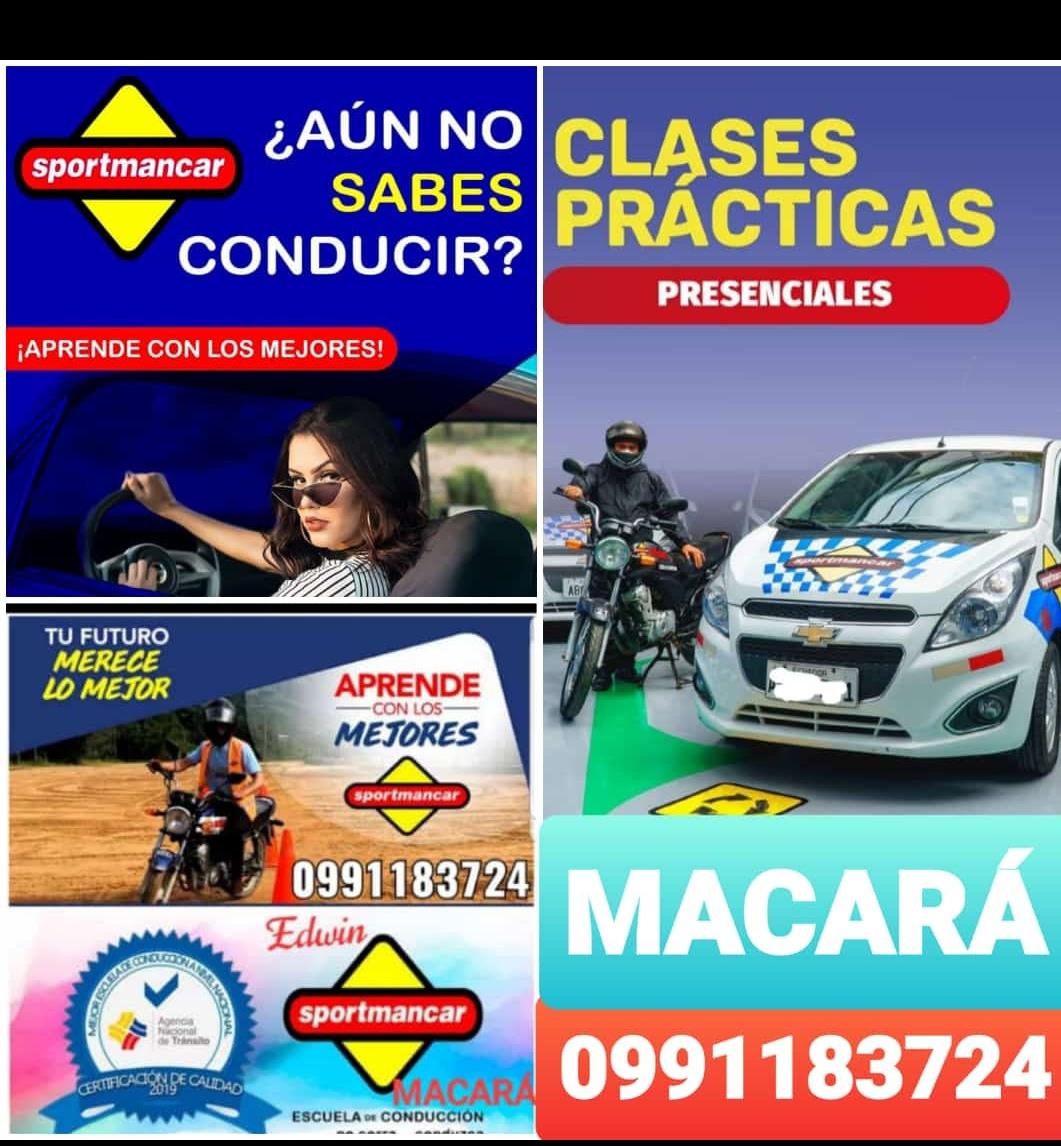 sportmancar
¿AÚN NO
SABES
CONDUCIR?
¡APRENDE CON LOS MEJORES!
CLASES
PRÁCTICAS
PRESENCIALES
sportmancar
TU FUTURO
MERECE
LO MEJOR
APRENDE
CON LOS
MEJORES
sportmancar
0991183724
MEJOR ESCUELA DE CONDUCCIÓN A NIVEL NACIONAL
Agencia
Nacional
de Tránsito
CERTIFICACIÓN DE CALIDAD
2019
Edwin
sportmancar
MACARÁ
ESCUELA DE CONDUCCIÓN
MACARÁ
0991183724